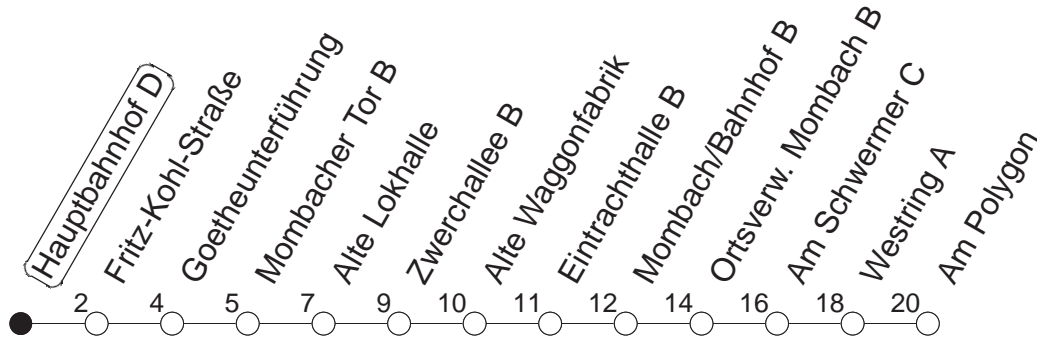 Hauptbahnhof D
Fritz-Kohl-Straße
Goetheunterführung
Mombacher Tor B
Alte Lokhalle
Zwerchallee B
Alte Waggonfabrik
Eintrachthalle B
Mombach/Bahnhof B
Ortsverw. Mombach B
Am Schwermer C
Westring A
Am Polygon
2 4 5 7 9 10 11 12 14 16 18 20